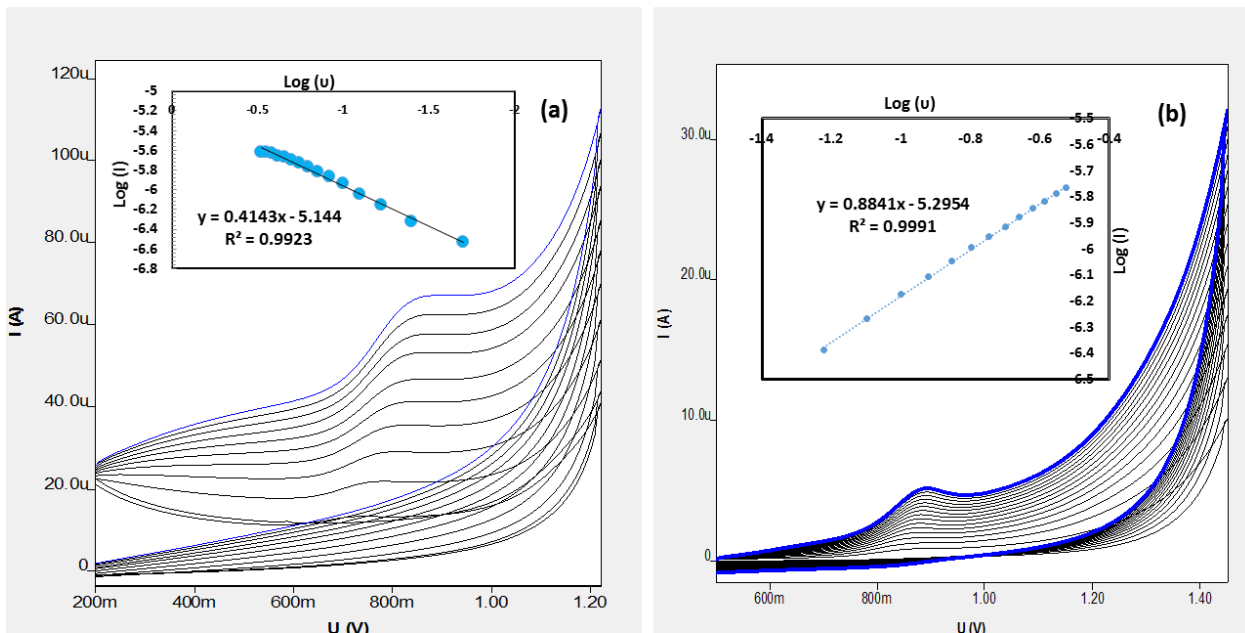 120u
100u
80.0u
60.0u
40.0u
20.0u
0
I (A)
200m 400m 600m 800m 1.00 1.20
U (V)
(a)
Log (υ)
0 -0.5 -1 -1.5 -2
-5
-5.2
-5.4
-5.6
-5.8
-6
-6.2
-6.4
-6.6
-6.8
Log (I)
y = 0.4143x - 5.144
R² = 0.9923
30.0u
20.0u
10.0u
0
I (A)
600m 800m 1.00 1.20 1.40
U (V)
(b)
Log (υ)
-1.4 -1.2 -1 -0.8 -0.6 -0.4
-5.5
-5.6
-5.7
-5.8
-5.9
-6
-6.1
-6.2
-6.3
-6.4
-6.5
Log (I)
y = 0.8841x - 5.2954
R² = 0.9991